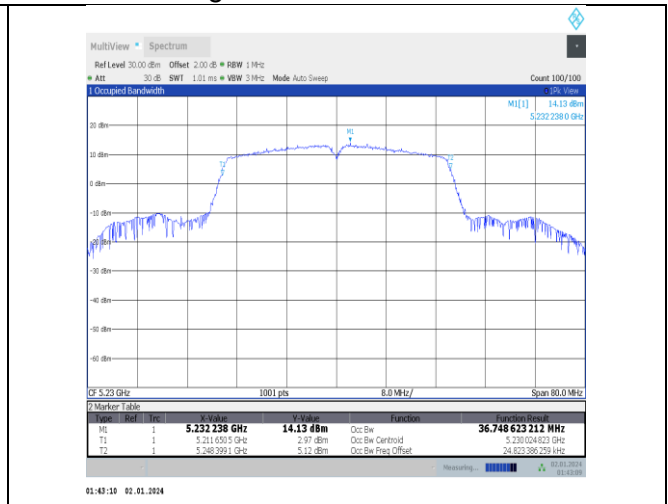 MultiView Spectrum
Ref Level 30.00 dBm Offset 2.00 dB RBW 1 MHz
Att 30 dB SWT 1.01 ms VBW 3 MHz Mode Auto Sweep Count 100/100
1 Occupied Bandwidth 1Pk View
M1[1] 14.13 dBm
5.232 238 0 GHz
20 dBm
M1
10 dBm
T1 T2
0 dBm
-10 dBm
-20 dBm
-30 dBm
-40 dBm
-50 dBm
-60 dBm
CF 5.23 GHz 1001 pts 8.0 MHz/ Span 80.0 MHz
2 Marker Table
Type Ref Trc X-Value Y-Value Function Function Result
M1 1 5.232 238 GHz 14.13 dBm Occ Bw 36.748 623 212 MHz
T1 1 5.211 650 5 GHz 2.97 dBm Occ Bw Centroid 5.230 024 823 GHz
T2 1 5.248 399 1 GHz 5.12 dBm Occ Bw Freq Offset 24.823 386 259 kHz
Measuring... 02.01.2024
01:43:09
01:43:10 02.01.2024